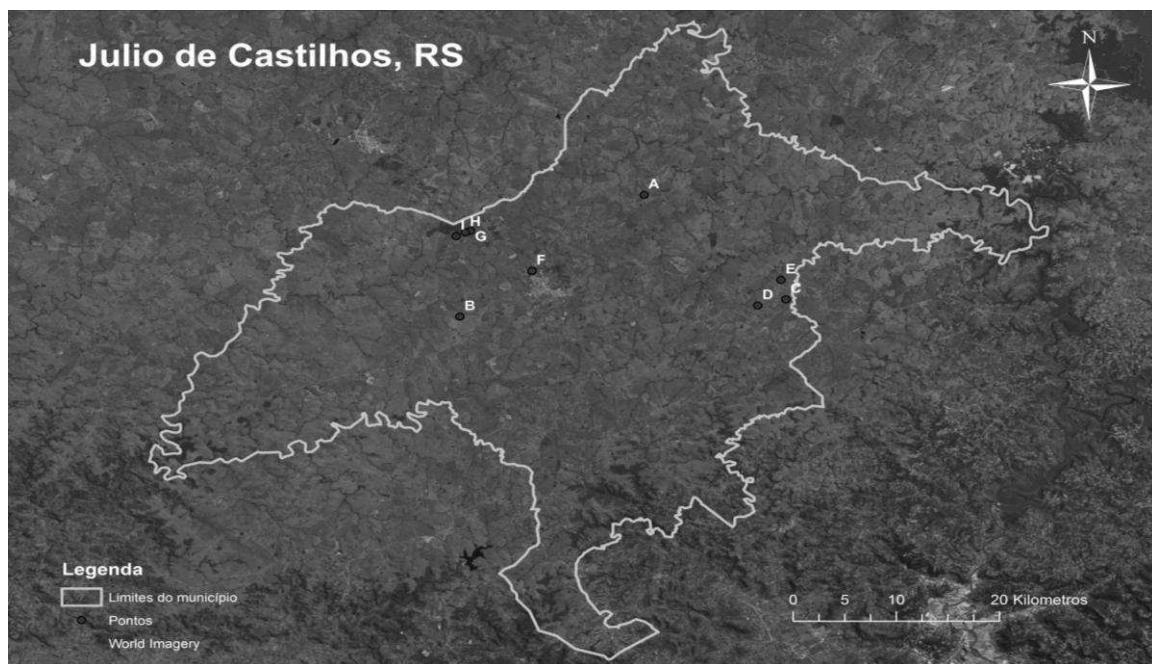 Julio de Castilhos, RS
N
A
H
I
G
F
E
C
D
B
Legenda
Limites do município
Pontos
World Imagery
0 5 10 20 Kilometros